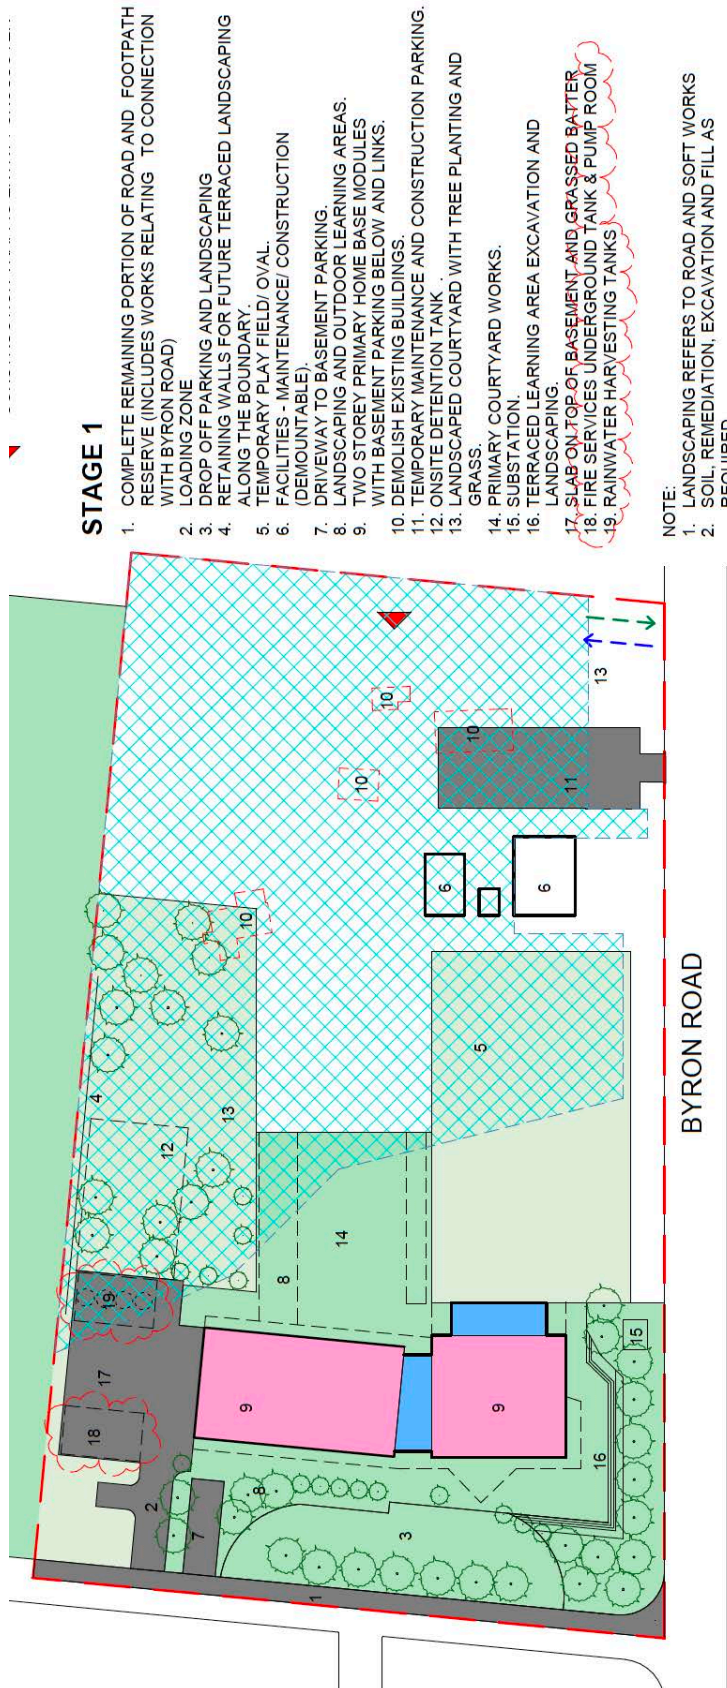 STAGE 1
1. COMPLETE REMAINING PORTION OF ROAD AND FOOTPATH
RESERVE (INCLUDES WORKS RELATING TO CONNECTION
WITH BYRON ROAD)
2. LOADING ZONE
3. DROP OFF PARKING AND LANDSCAPING
4. RETAINING WALLS FOR FUTURE TERRACED LANDSCAPING
ALONG THE BOUNDARY.
5. TEMPORARY PLAY FIELD/ OVAL.
6. FACILITIES - MAINTENANCE/ CONSTRUCTION
(DEMOUNTABLE).
7. DRIVEWAY TO BASEMENT PARKING.
8. LANDSCAPING AND OUTDOOR LEARNING AREAS.
9. TWO STOREY PRIMARY HOME BASE MODULES
WITH BASEMENT PARKING BELOW AND LINKS.
10. DEMOLISH EXISTING BUILDINGS.
11. TEMPORARY MAINTENANCE AND CONSTRUCTION PARKING.
12. ONSITE DETENTION TANK .
13. LANDSCAPED COURTYARD WITH TREE PLANTING AND
GRASS.
14. PRIMARY COURTYARD WORKS.
15. SUBSTATION.
16. TERRACED LEARNING AREA EXCAVATION AND
LANDSCAPING.
17. SLAB ON TOP OF BASEMENT AND GRASSED BATTER
18. FIRE SERVICES UNDERGROUND TANK & PUMP ROOM
19. RAINWATER HARVESTING TANKS
NOTE:
1. LANDSCAPING REFERS TO ROAD AND SOFT WORKS
2. SOIL, REMEDIATION, EXCAVATION AND FILL AS
REQUIRED
1
2
3
4
5
6
6
7
8
8
9
9
10
10
10
10
11
12
13
13
14
15
16
17
18
19
BYRON ROAD